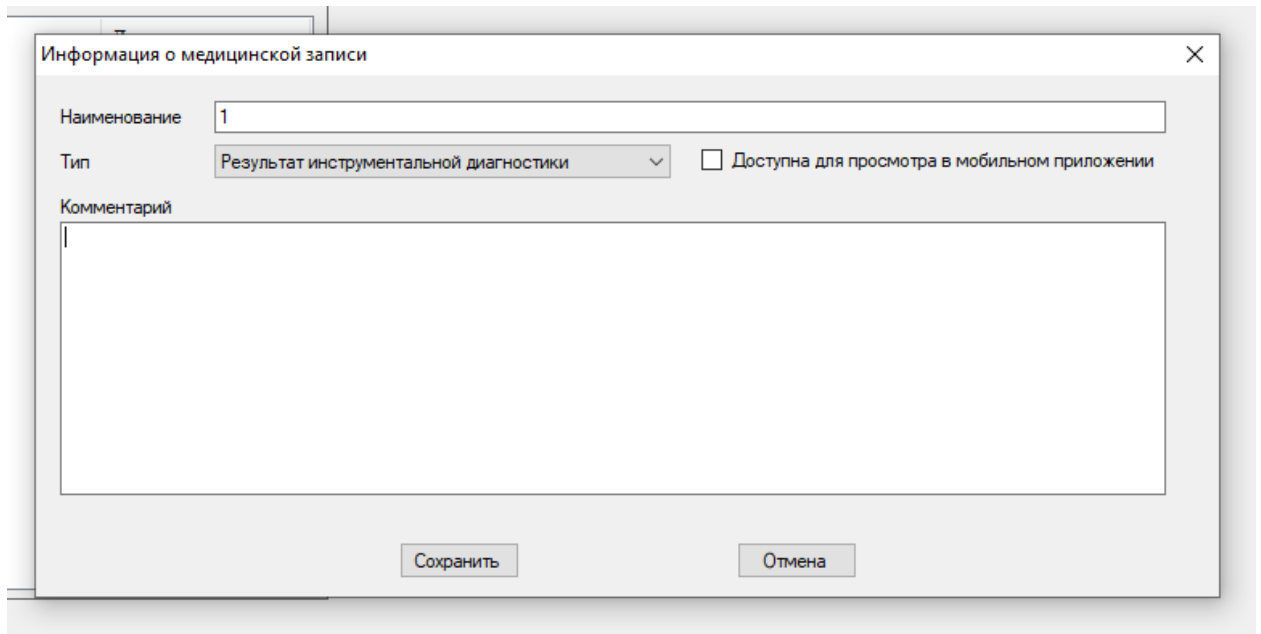 Информация о медицинской записи
Наименование 1
Тип Результат инструментальной диагностики Доступна для просмотра в мобильном приложении
Комментарий
Сохранить Отмена